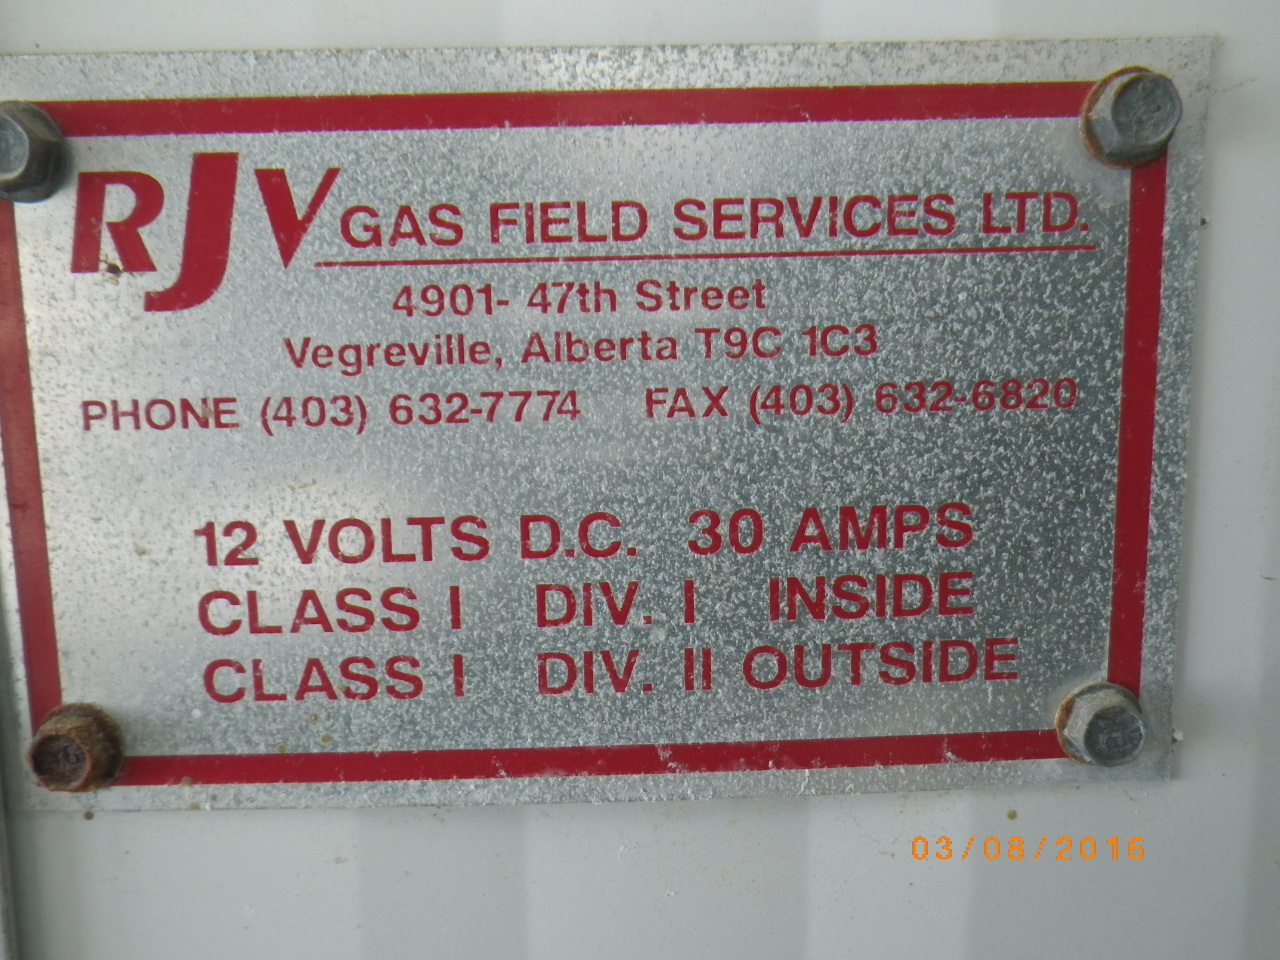 RJV GAS FIELD SERVICES LTD.
4901- 47th Street
Vegreville, Alberta T9C 1C3
PHONE (403) 632-7774 FAX (403) 632-6820
12 VOLTS D.C. 30 AMPS
CLASS I DIV. I INSIDE
CLASS I DIV. II OUTSIDE
03/08/2016